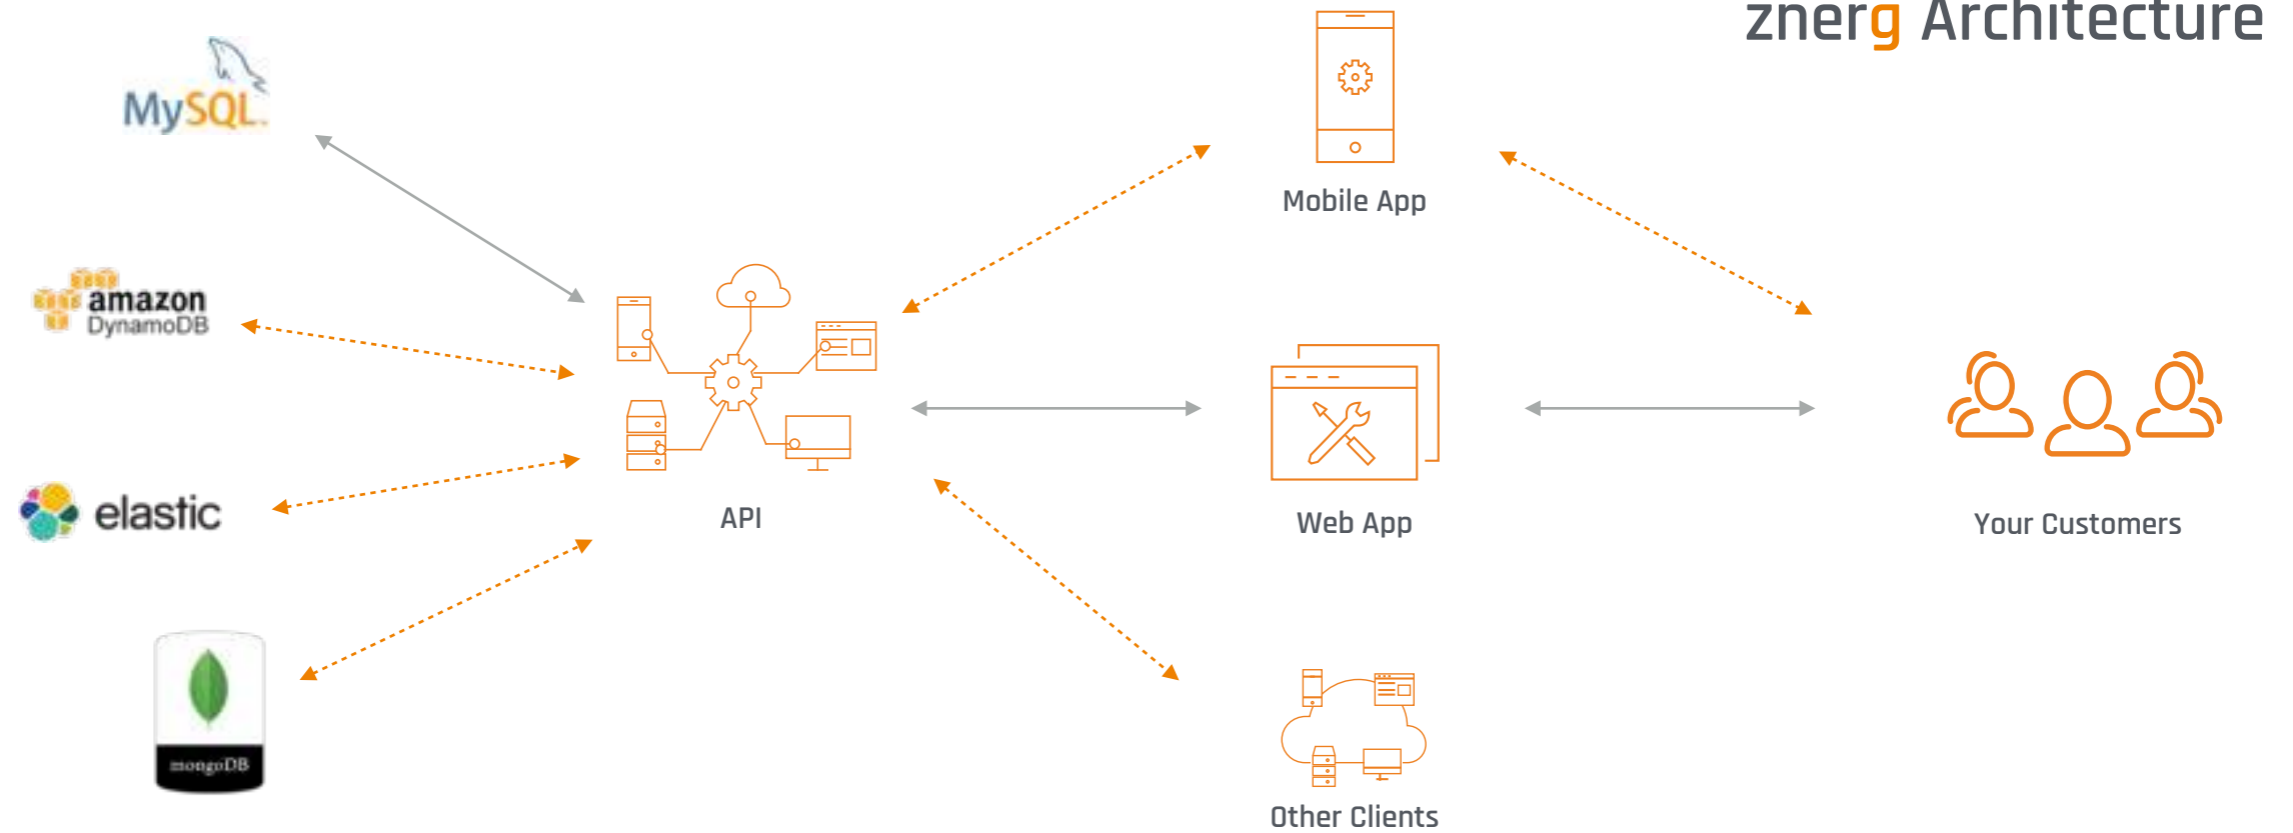 znerg Architecture
MySQL
amazon
DynamoDB
elastic
mongoDB
API
Mobile App
Web App
Other Clients
Your Customers